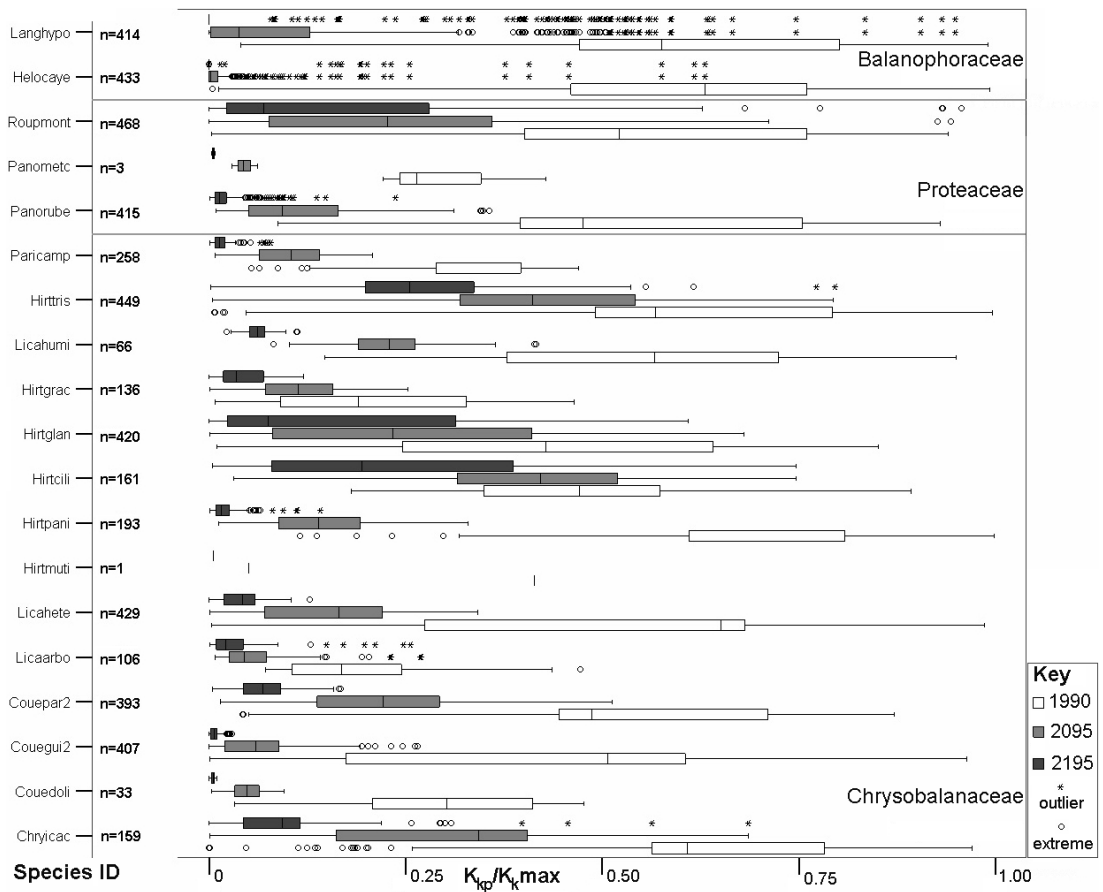 Langhypo n=414
Balanophoraceae
Helocaye n=433
Roupmont n=468
Panometc n=3
Proteaceae
Panorube n=415
Paricamp n=258
Hirttris n=449
Licahumi n=66
Hirtgrac n=136
Hirtglan n=420
Hirtcili n=161
Hirtpani n=193
Hirtmuti n=1
Licahete n=429
Licaarbo n=106
Couepar2 n=393
Couegui2 n=407
Couedoli n=33
Chrysobalanaceae
Chryicac n=159
Key
1990
2095
2195
* outlier
○ extreme
Species ID 0 0.25 Kkp/Kkmax 0.50 0.75 1.00